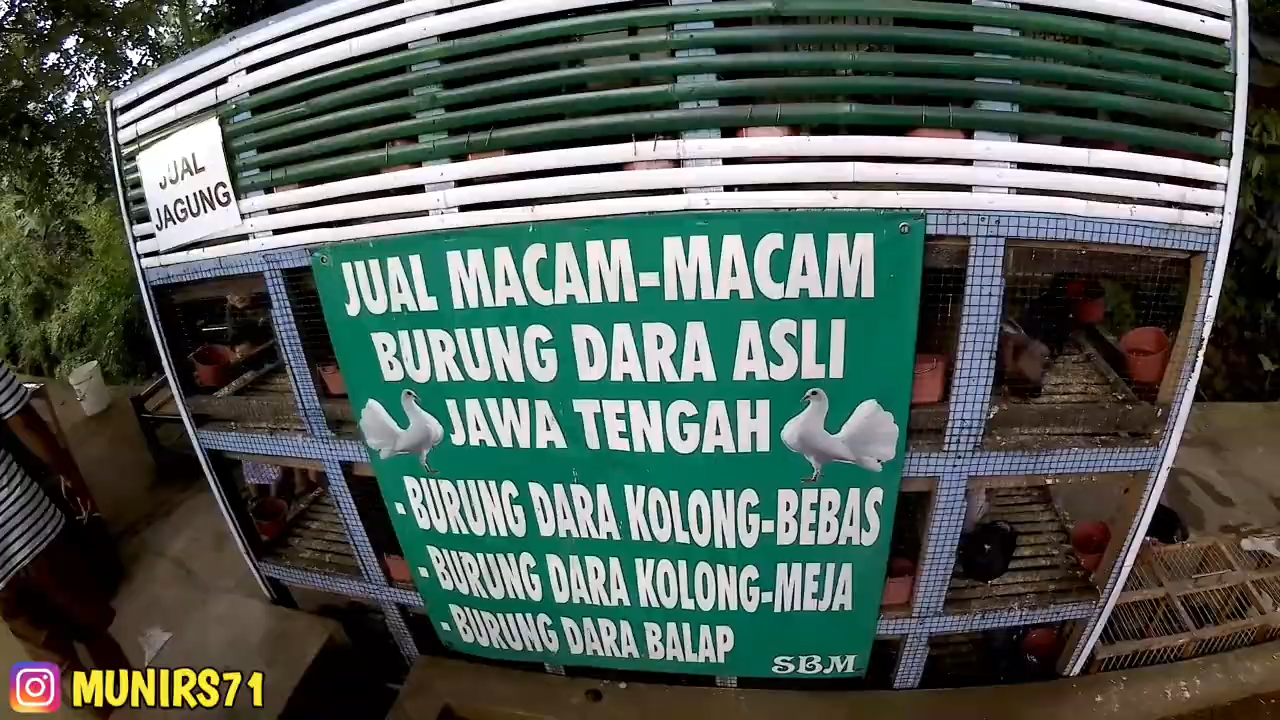 JUAL
JAGUNG
JUAL MACAM-MACAM
BURUNG DARA ASLI
JAWA TENGAH
- BURUNG DARA KOLONG-BEBAS
- BURUNG DARA KOLONG-MEJA
- BURUNG DARA BALAP
SBM
MUNIRS71